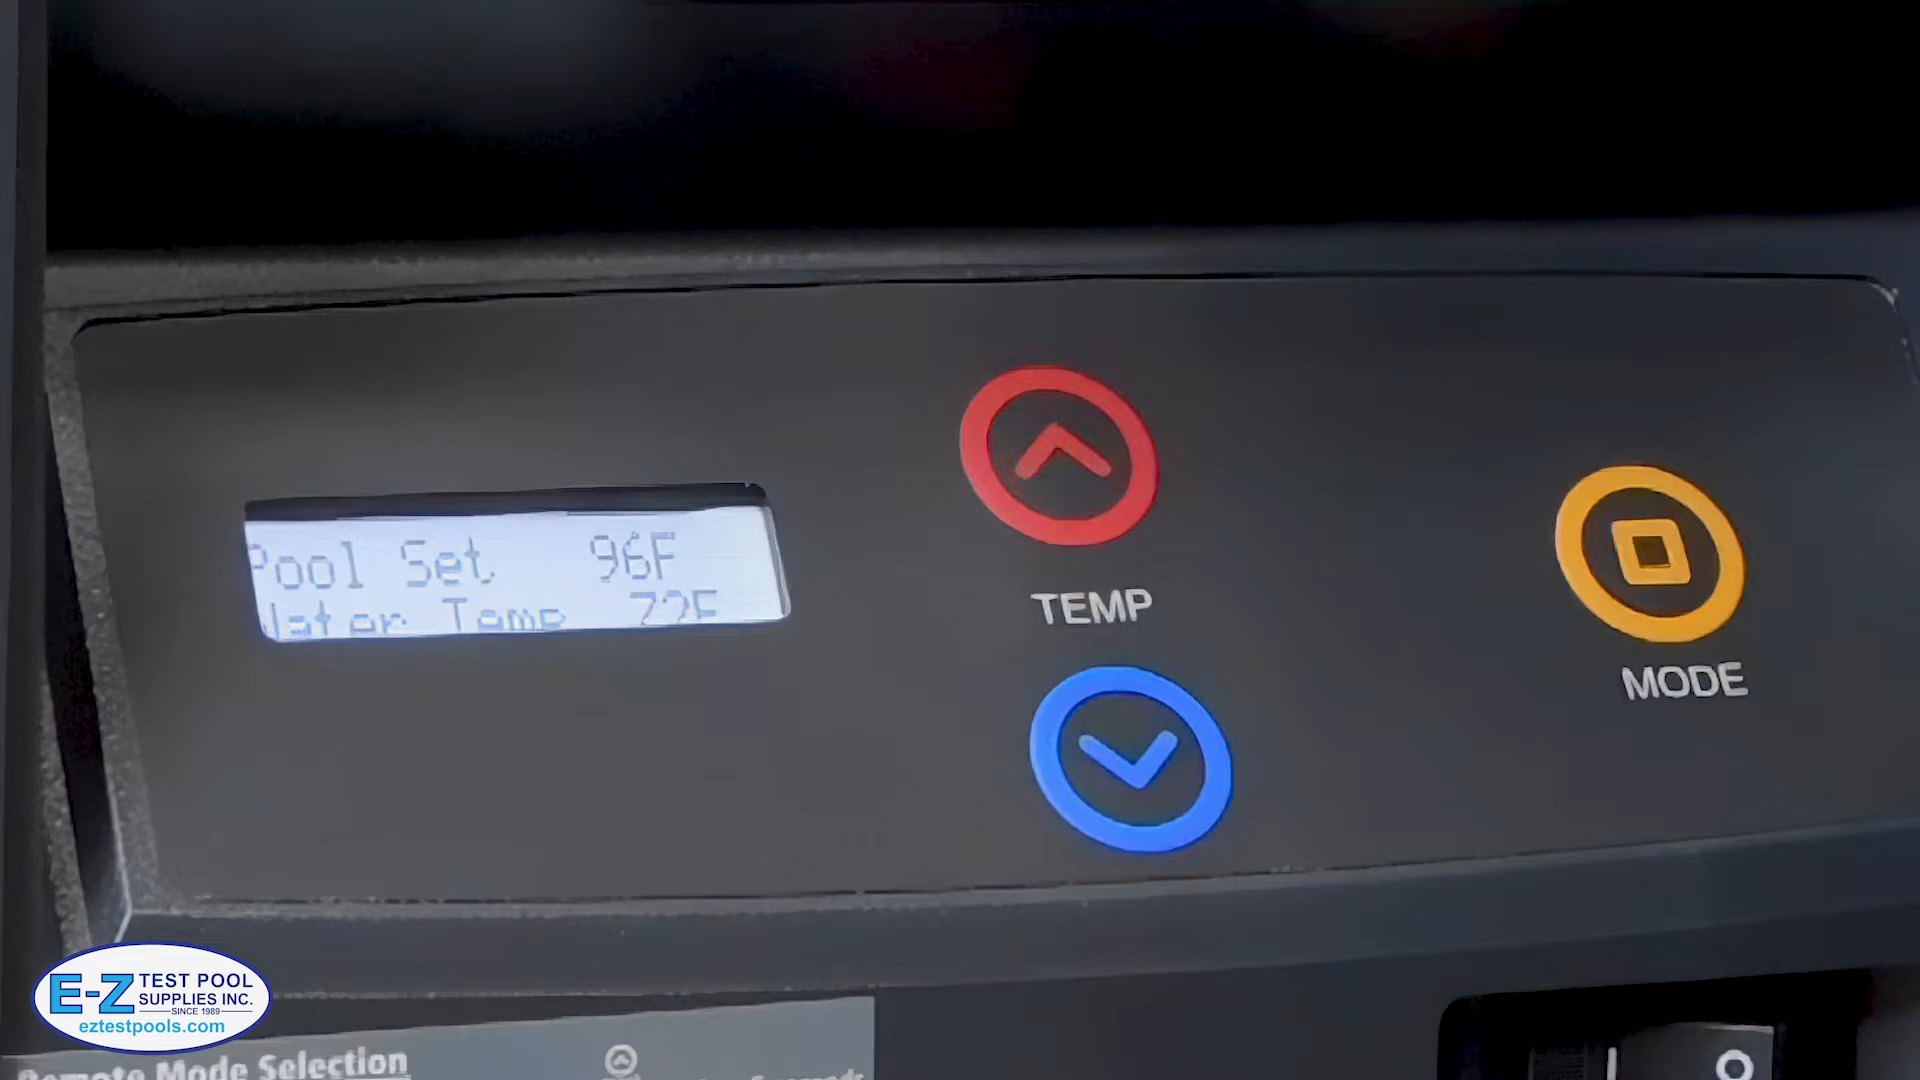 Pool Set 96F
Water Temp 72F
TEMP
MODE
E-Z TEST POOL
SUPPLIES INC.
SINCE 1989
eztestpools.com
Remote Mode Selection